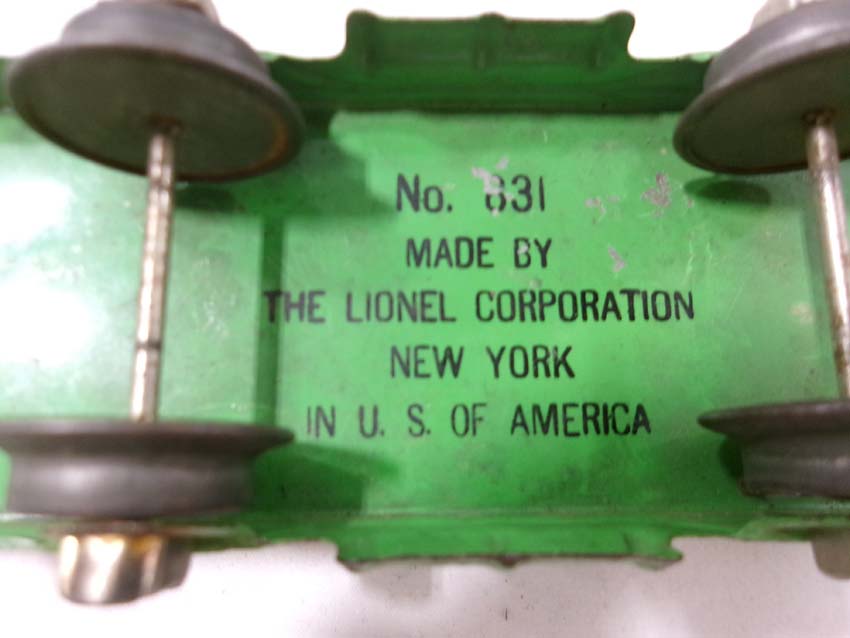 No. 831
MADE BY
THE LIONEL CORPORATION
NEW YORK
IN U. S. OF AMERICA